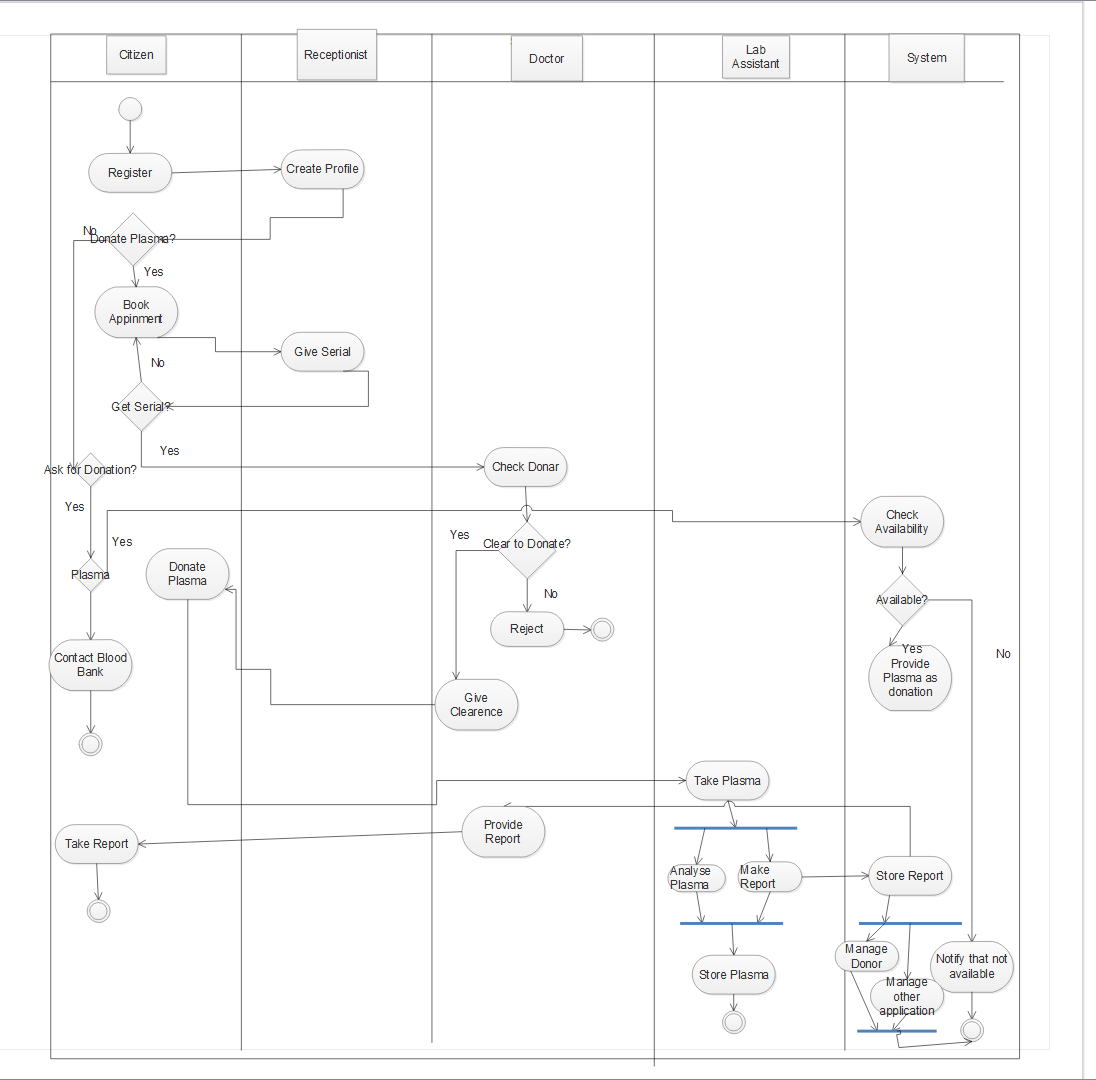 Citizen
Receptionist
Doctor
Lab
Assistant
System
Register
Create Profile
No
Donate Plasma?
Yes
Book
Appinment
Give Serial
No
Get Serial?
Yes
Ask for Donation?
Check Donar
Yes
Check
Availability
Yes
Yes
Clear to Donate?
Plasma
Donate
Plasma
No
Available?
Reject
Yes
No
Contact Blood
Bank
Provide
Plasma as
donation
Give
Clearence
Take Plasma
Provide
Report
Take Report
Analyse
Plasma
Make
Report
Store Report
Manage
Donor
Notify that not
available
Store Plasma
Manage
other
application